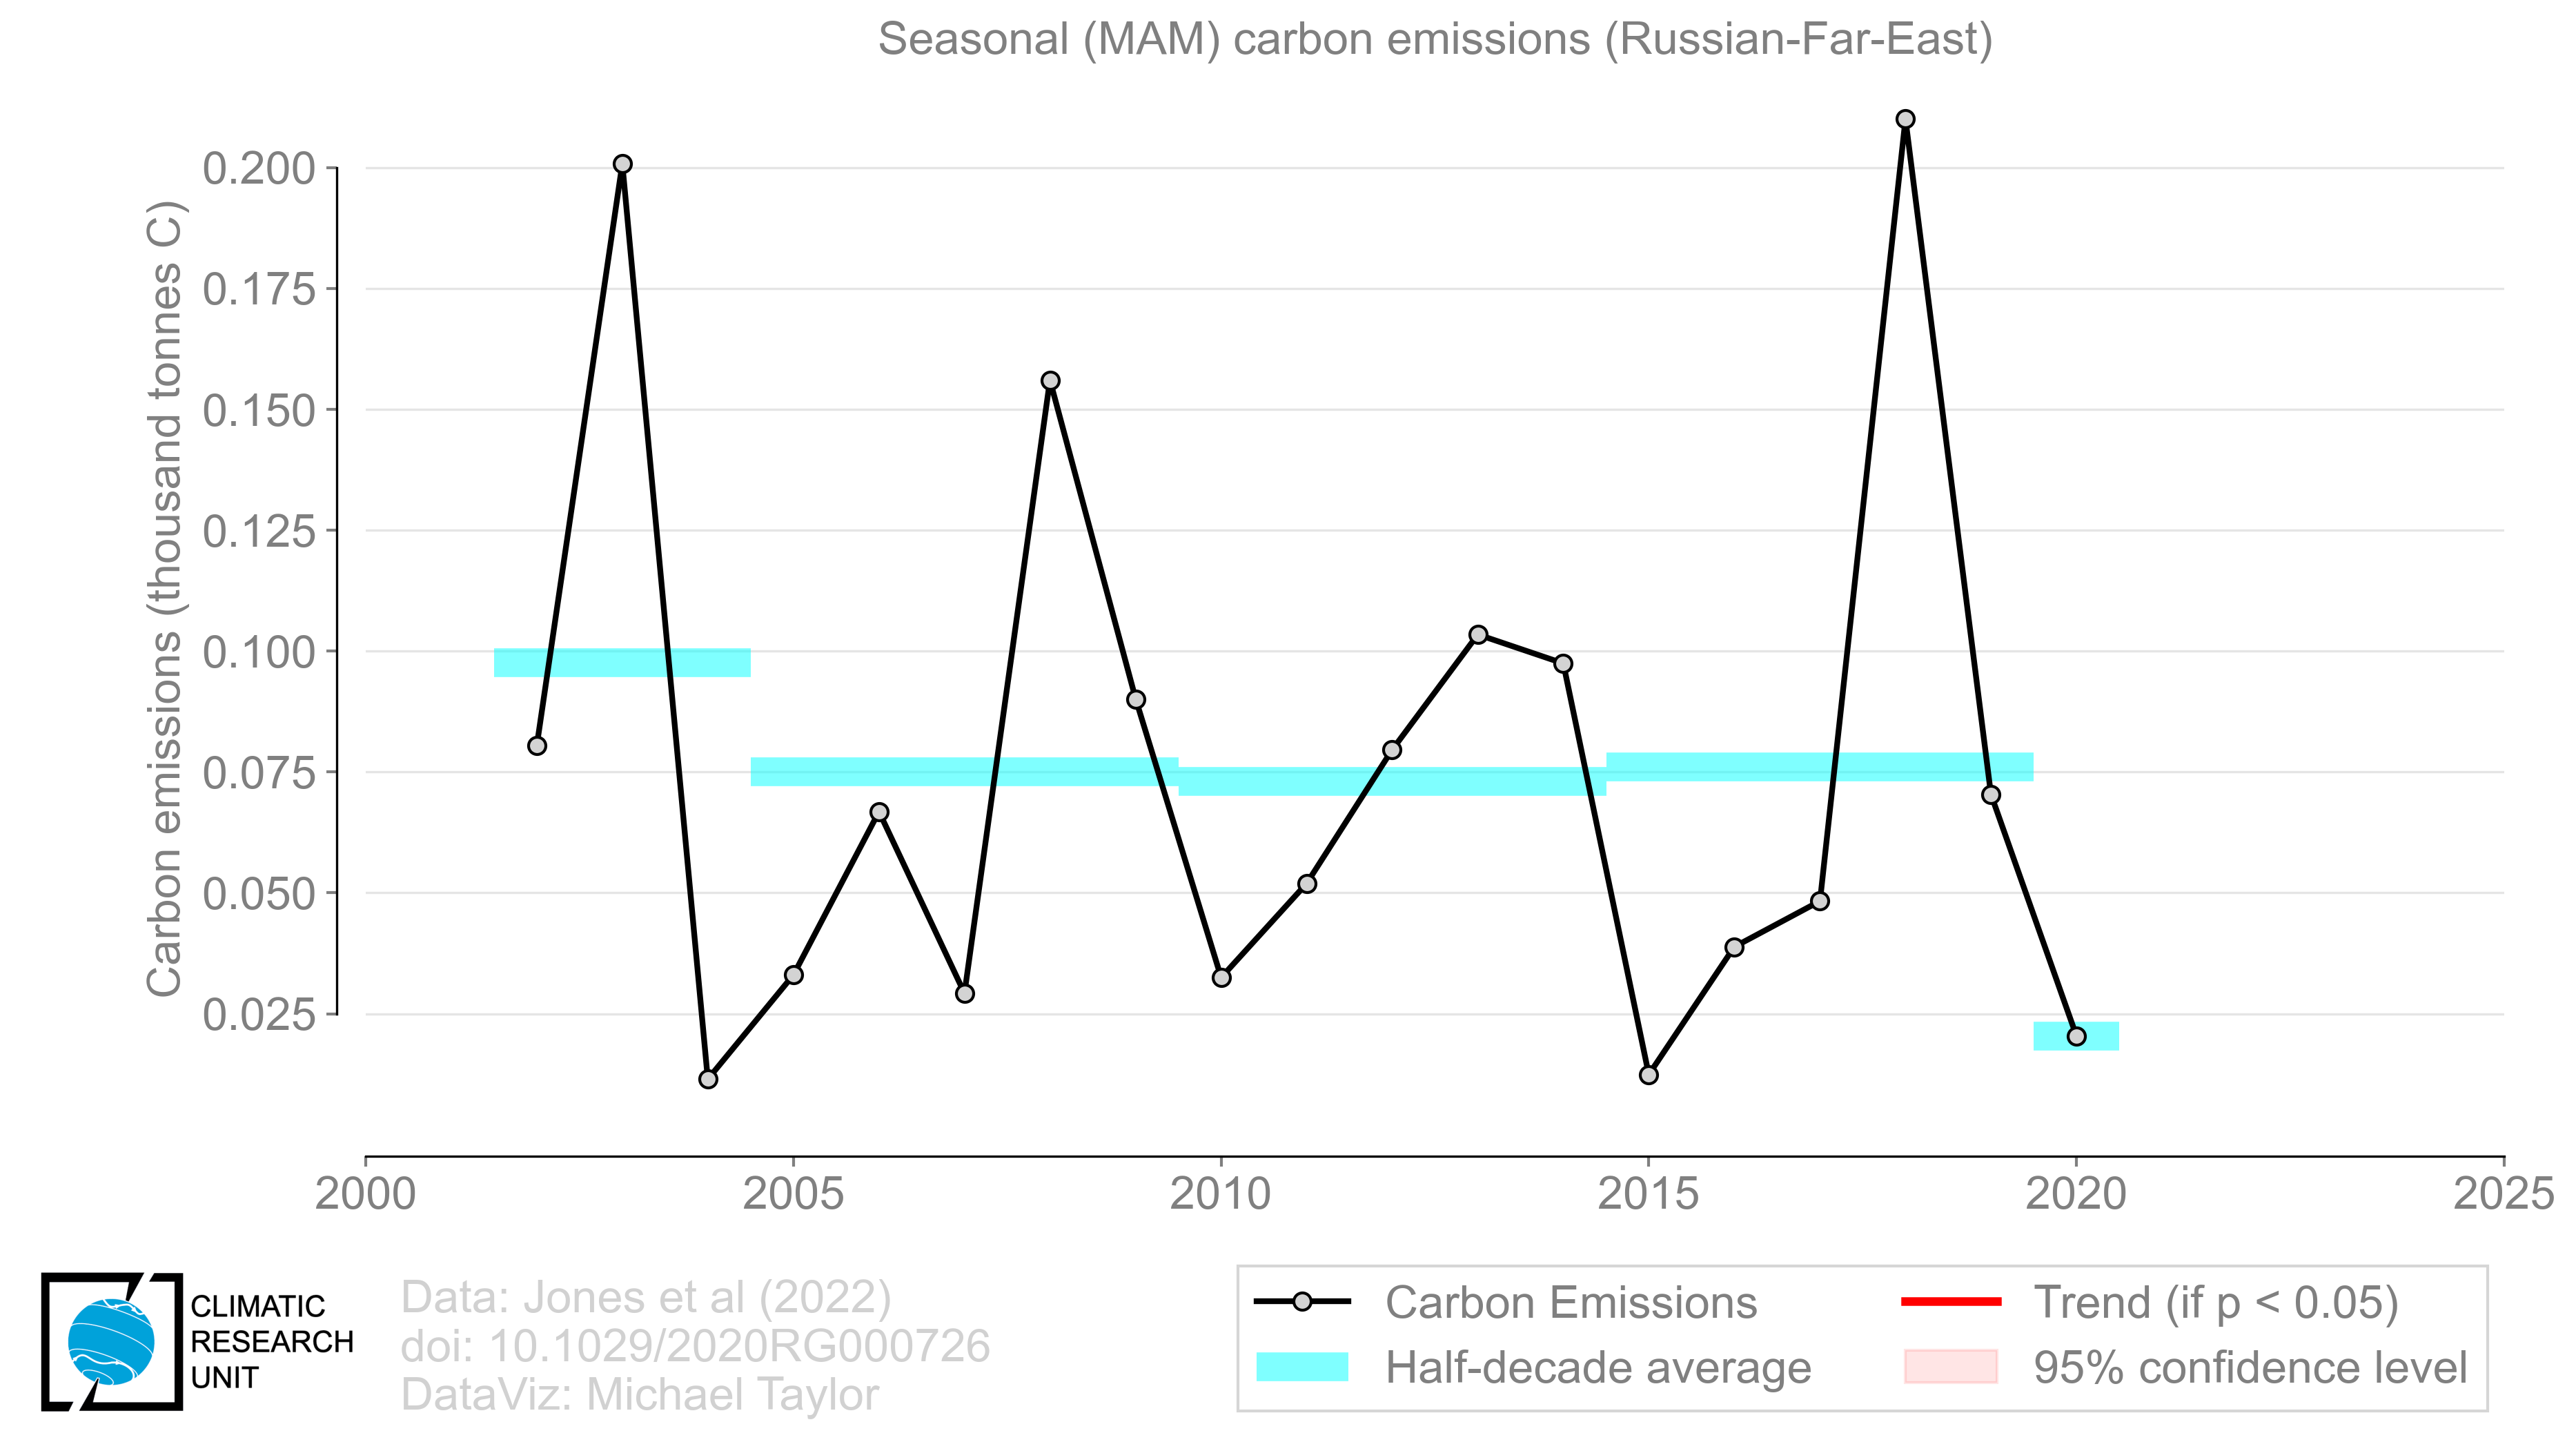 Seasonal (MAM) carbon emissions (Russian-Far-East)
Carbon emissions (thousand tonnes C)
0.200
0.175
0.150
0.125
0.100
0.075
0.050
0.025
2000 2005 2010 2015 2020 2025
CLIMATIC
RESEARCH
UNIT
Data: Jones et al (2022)
doi: 10.1029/2020RG000726
DataViz: Michael Taylor
Carbon Emissions
Half-decade average
Trend (if p < 0.05)
95% confidence level